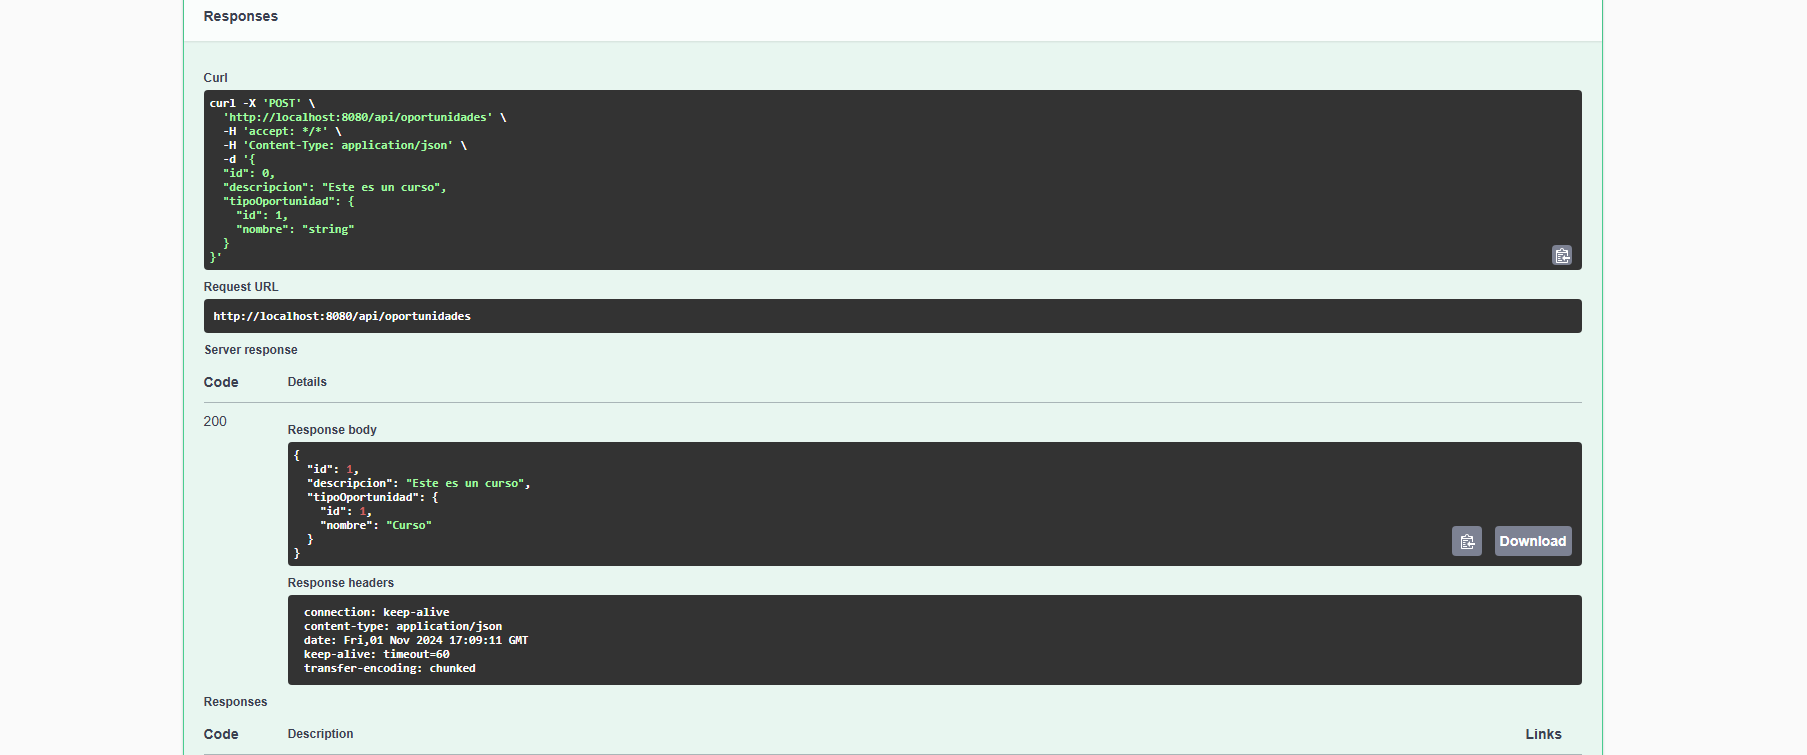 Responses
Curl
curl -X 'POST' \
'http://localhost:8080/api/oportunidades' \
-H 'accept: */*' \
-H 'Content-Type: application/json' \
-d '{
"id": 0,
"descripcion": "Este es un curso",
"tipoOportunidad": {
"id": 1,
"nombre": "string"
}
}'
Request URL
http://localhost:8080/api/oportunidades
Server response
Code Details
200
Response body
{
"id": 1,
"descripcion": "Este es un curso",
"tipoOportunidad": {
"id": 1,
"nombre": "Curso"
}
}
Download
Response headers
connection: keep-alive
content-type: application/json
date: Fri,01 Nov 2024 17:09:11 GMT
keep-alive: timeout=60
transfer-encoding: chunked
Responses
Code Description Links